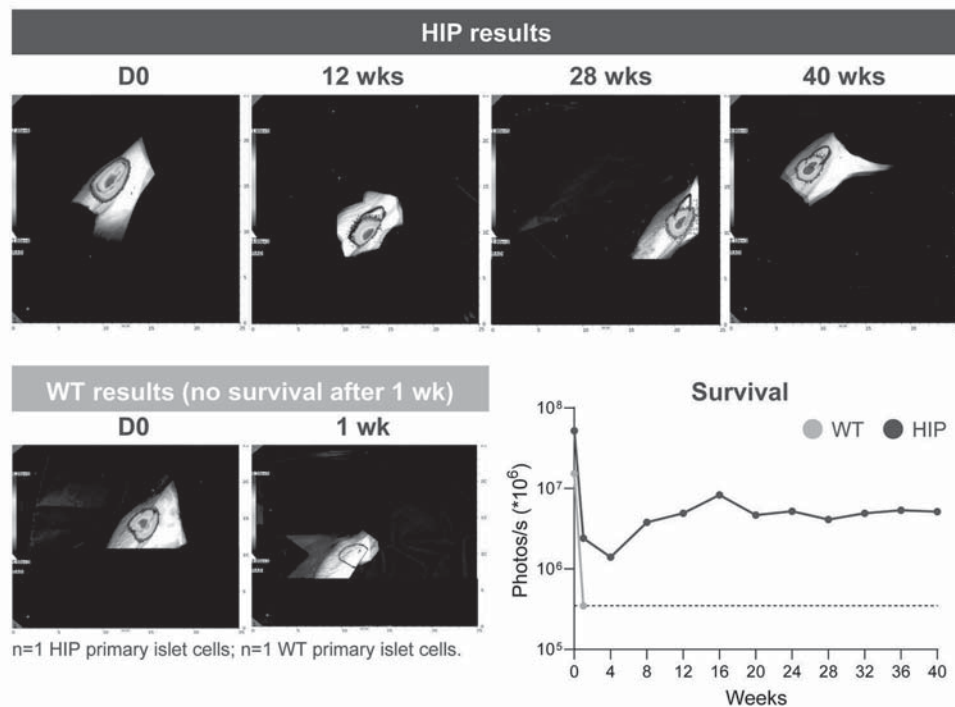 HIP results
D0
12 wks
28 wks
40 wks
WT results (no survival after 1 wk)
D0
1 wk
n=1 HIP primary islet cells; n=1 WT primary islet cells.
Survival
WT
HIP
Photos/s (*10⁶)
10⁸
10⁷
10⁶
10⁵
0 4 8 12 16 20 24 28 32 36 40
Weeks